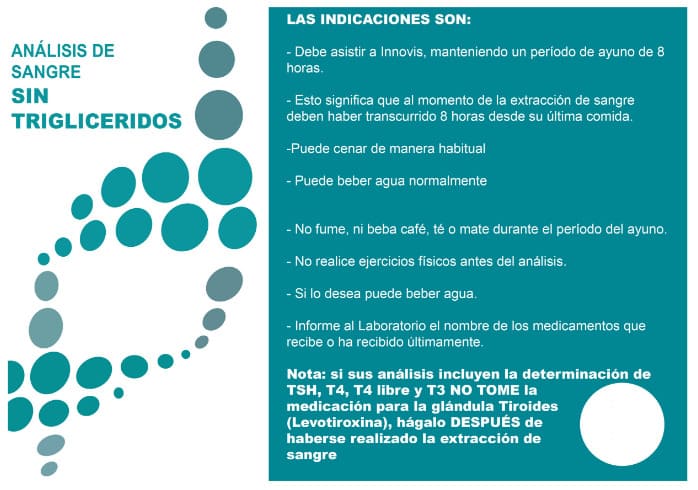 ANÁLISIS DE
SANGRE
SIN
TRIGLICERIDOS
LAS INDICACIONES SON:
- Debe asistir a Innovis, manteniendo un período de ayuno de 8
horas.
- Esto significa que al momento de la extracción de sangre
deben haber transcurrido 8 horas desde su última comida.
-Puede cenar de manera habitual
- Puede beber agua normalmente
- No fume, ni beba café, té o mate durante el período del ayuno.
- No realice ejercicios físicos antes del análisis.
- Si lo desea puede beber agua.
- Informe al Laboratorio el nombre de los medicamentos que
recibe o ha recibido últimamente.
Nota: si sus análisis incluyen la determinación de
TSH, T4, T4 libre y T3 NO TOME la
medicación para la glándula Tiroides
(Levotiroxina), hágalo DESPUÉS de
haberse realizado la extracción de
sangre